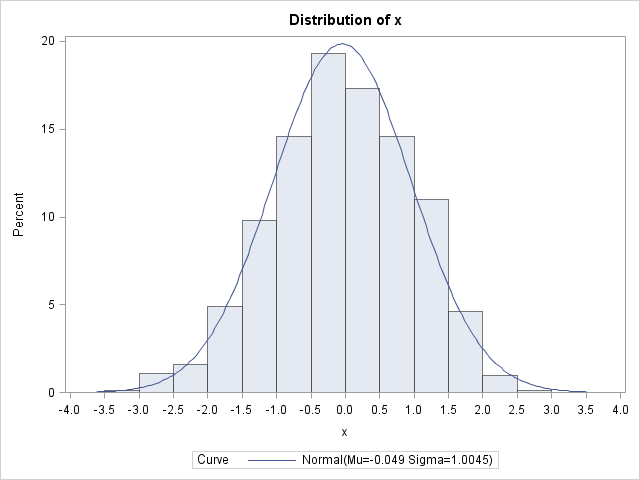 Distribution of x
20
15
10
5
0
Percent
-4.0 -3.5 -3.0 -2.5 -2.0 -1.5 -1.0 -0.5 0.0 0.5 1.0 1.5 2.0 2.5 3.0 3.5 4.0
x
Curve Normal(Mu=-0.049 Sigma=1.0045)